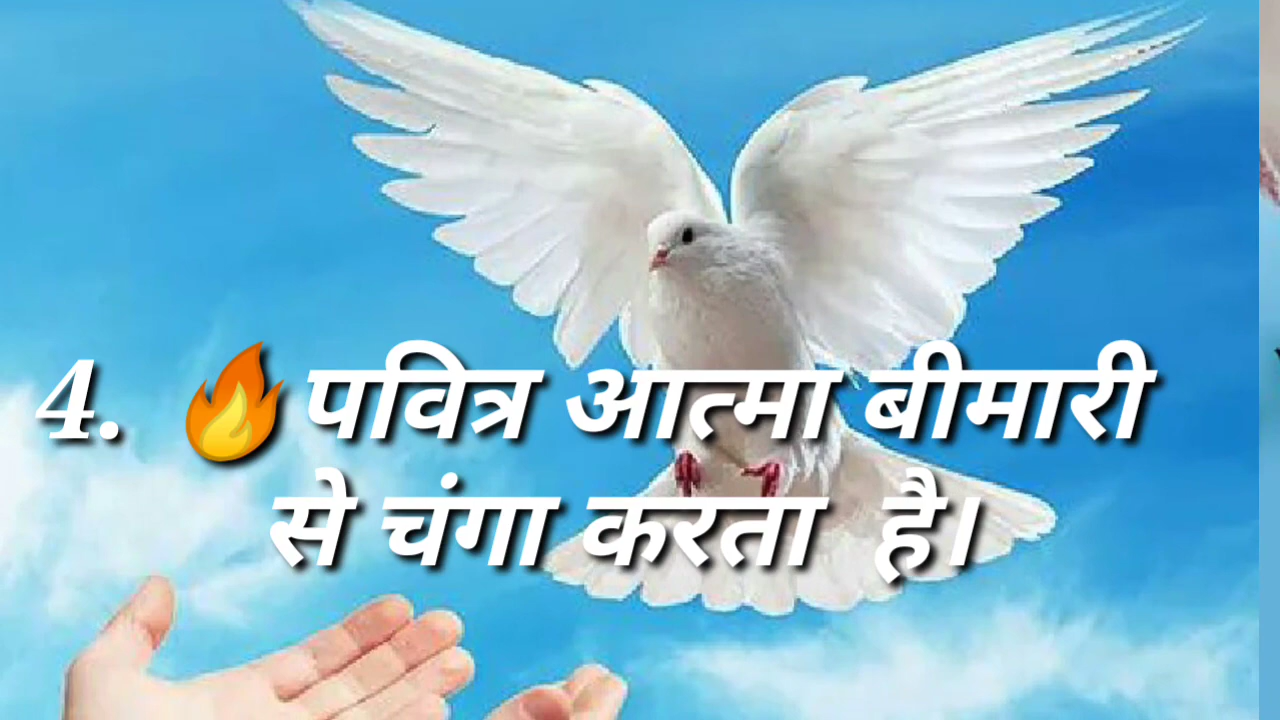 4. 🔥पवित्र आत्मा बीमारी
से चंगा करता है।